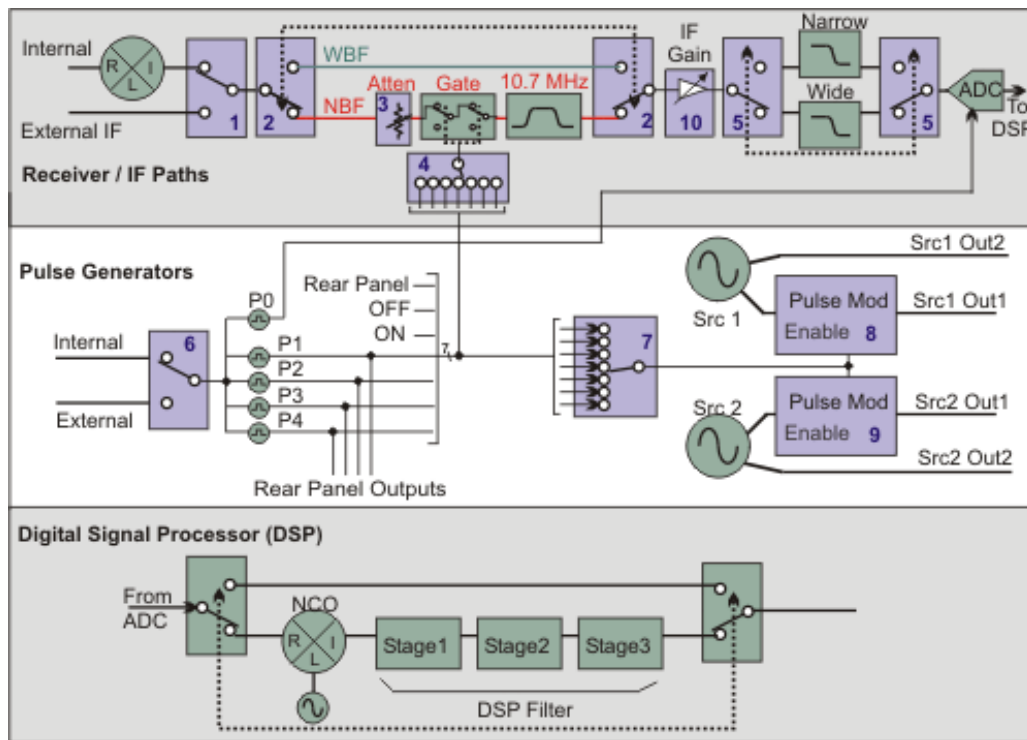 Internal
R
I
L
External IF
1
2
WBF
NBF
Atten
3
Gate
10.7 MHz
4
2
IF
Gain
10
5
Narrow
Wide
5
ADC
To
DSP
Receiver / IF Paths
Pulse Generators
Internal
External
6
P0
P1
P2
P3
P4
Rear Panel
OFF
ON
7
Rear Panel Outputs
7
Src 1
Src1 Out2
Pulse Mod
Enable 8
Src1 Out1
Src 2
Pulse Mod
Enable 9
Src2 Out1
Src2 Out2
Digital Signal Processor (DSP)
From
ADC
NCO
R
I
L
Stage1
Stage2
Stage3
DSP Filter